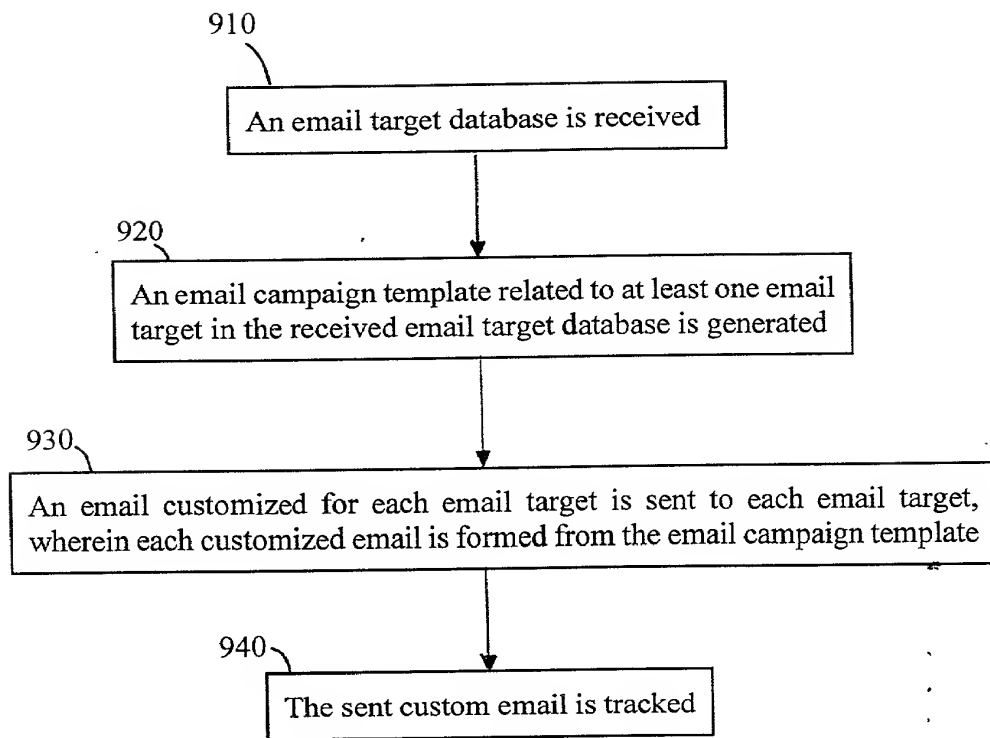 910
An email target database is received
920
An email campaign template related to at least one email
target in the received email target database is generated
930
An email customized for each email target is sent to each email target,
wherein each customized email is formed from the email campaign template
940
The sent custom email is tracked